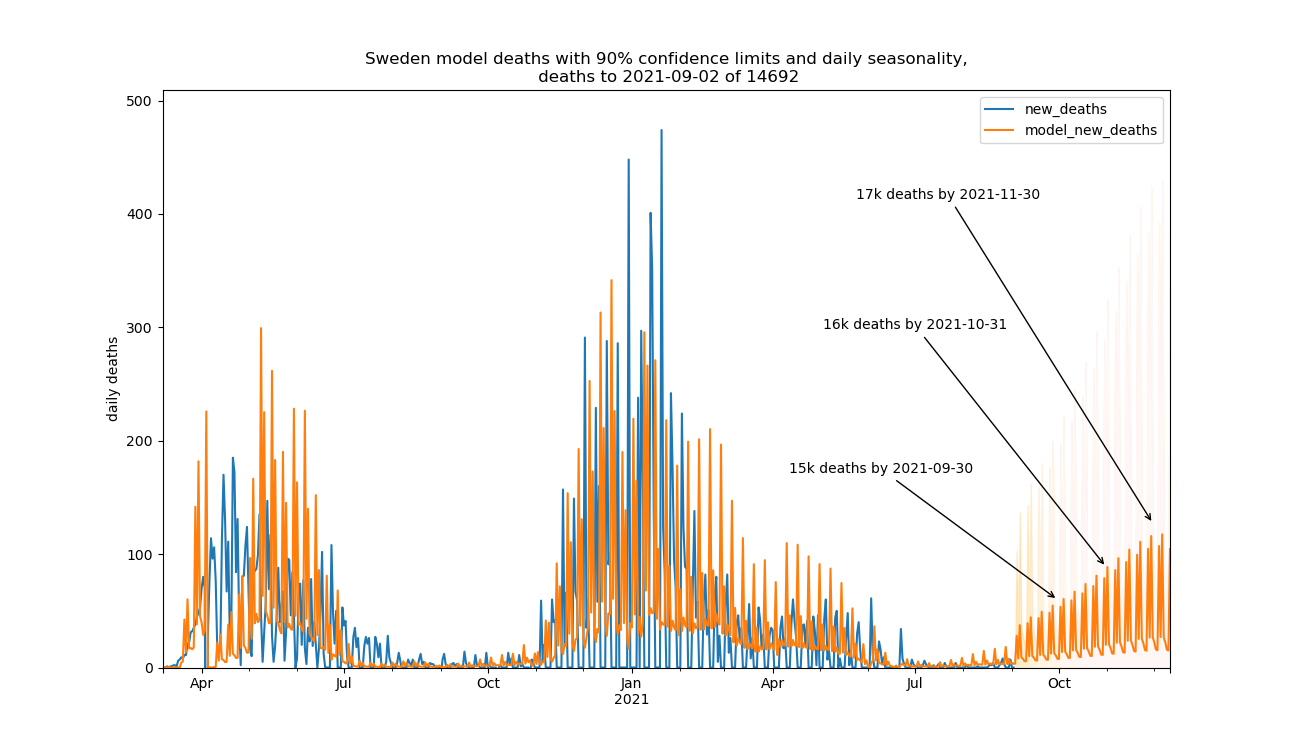 Sweden model deaths with 90% confidence limits and daily seasonality,
deaths to 2021-09-02 of 14692
500
new_deaths
model_new_deaths
17k deaths by 2021-11-30
400
16k deaths by 2021-10-31
300
daily deaths
200
15k deaths by 2021-09-30
100
0
Apr Jul Oct Jan Apr Jul Oct
2021